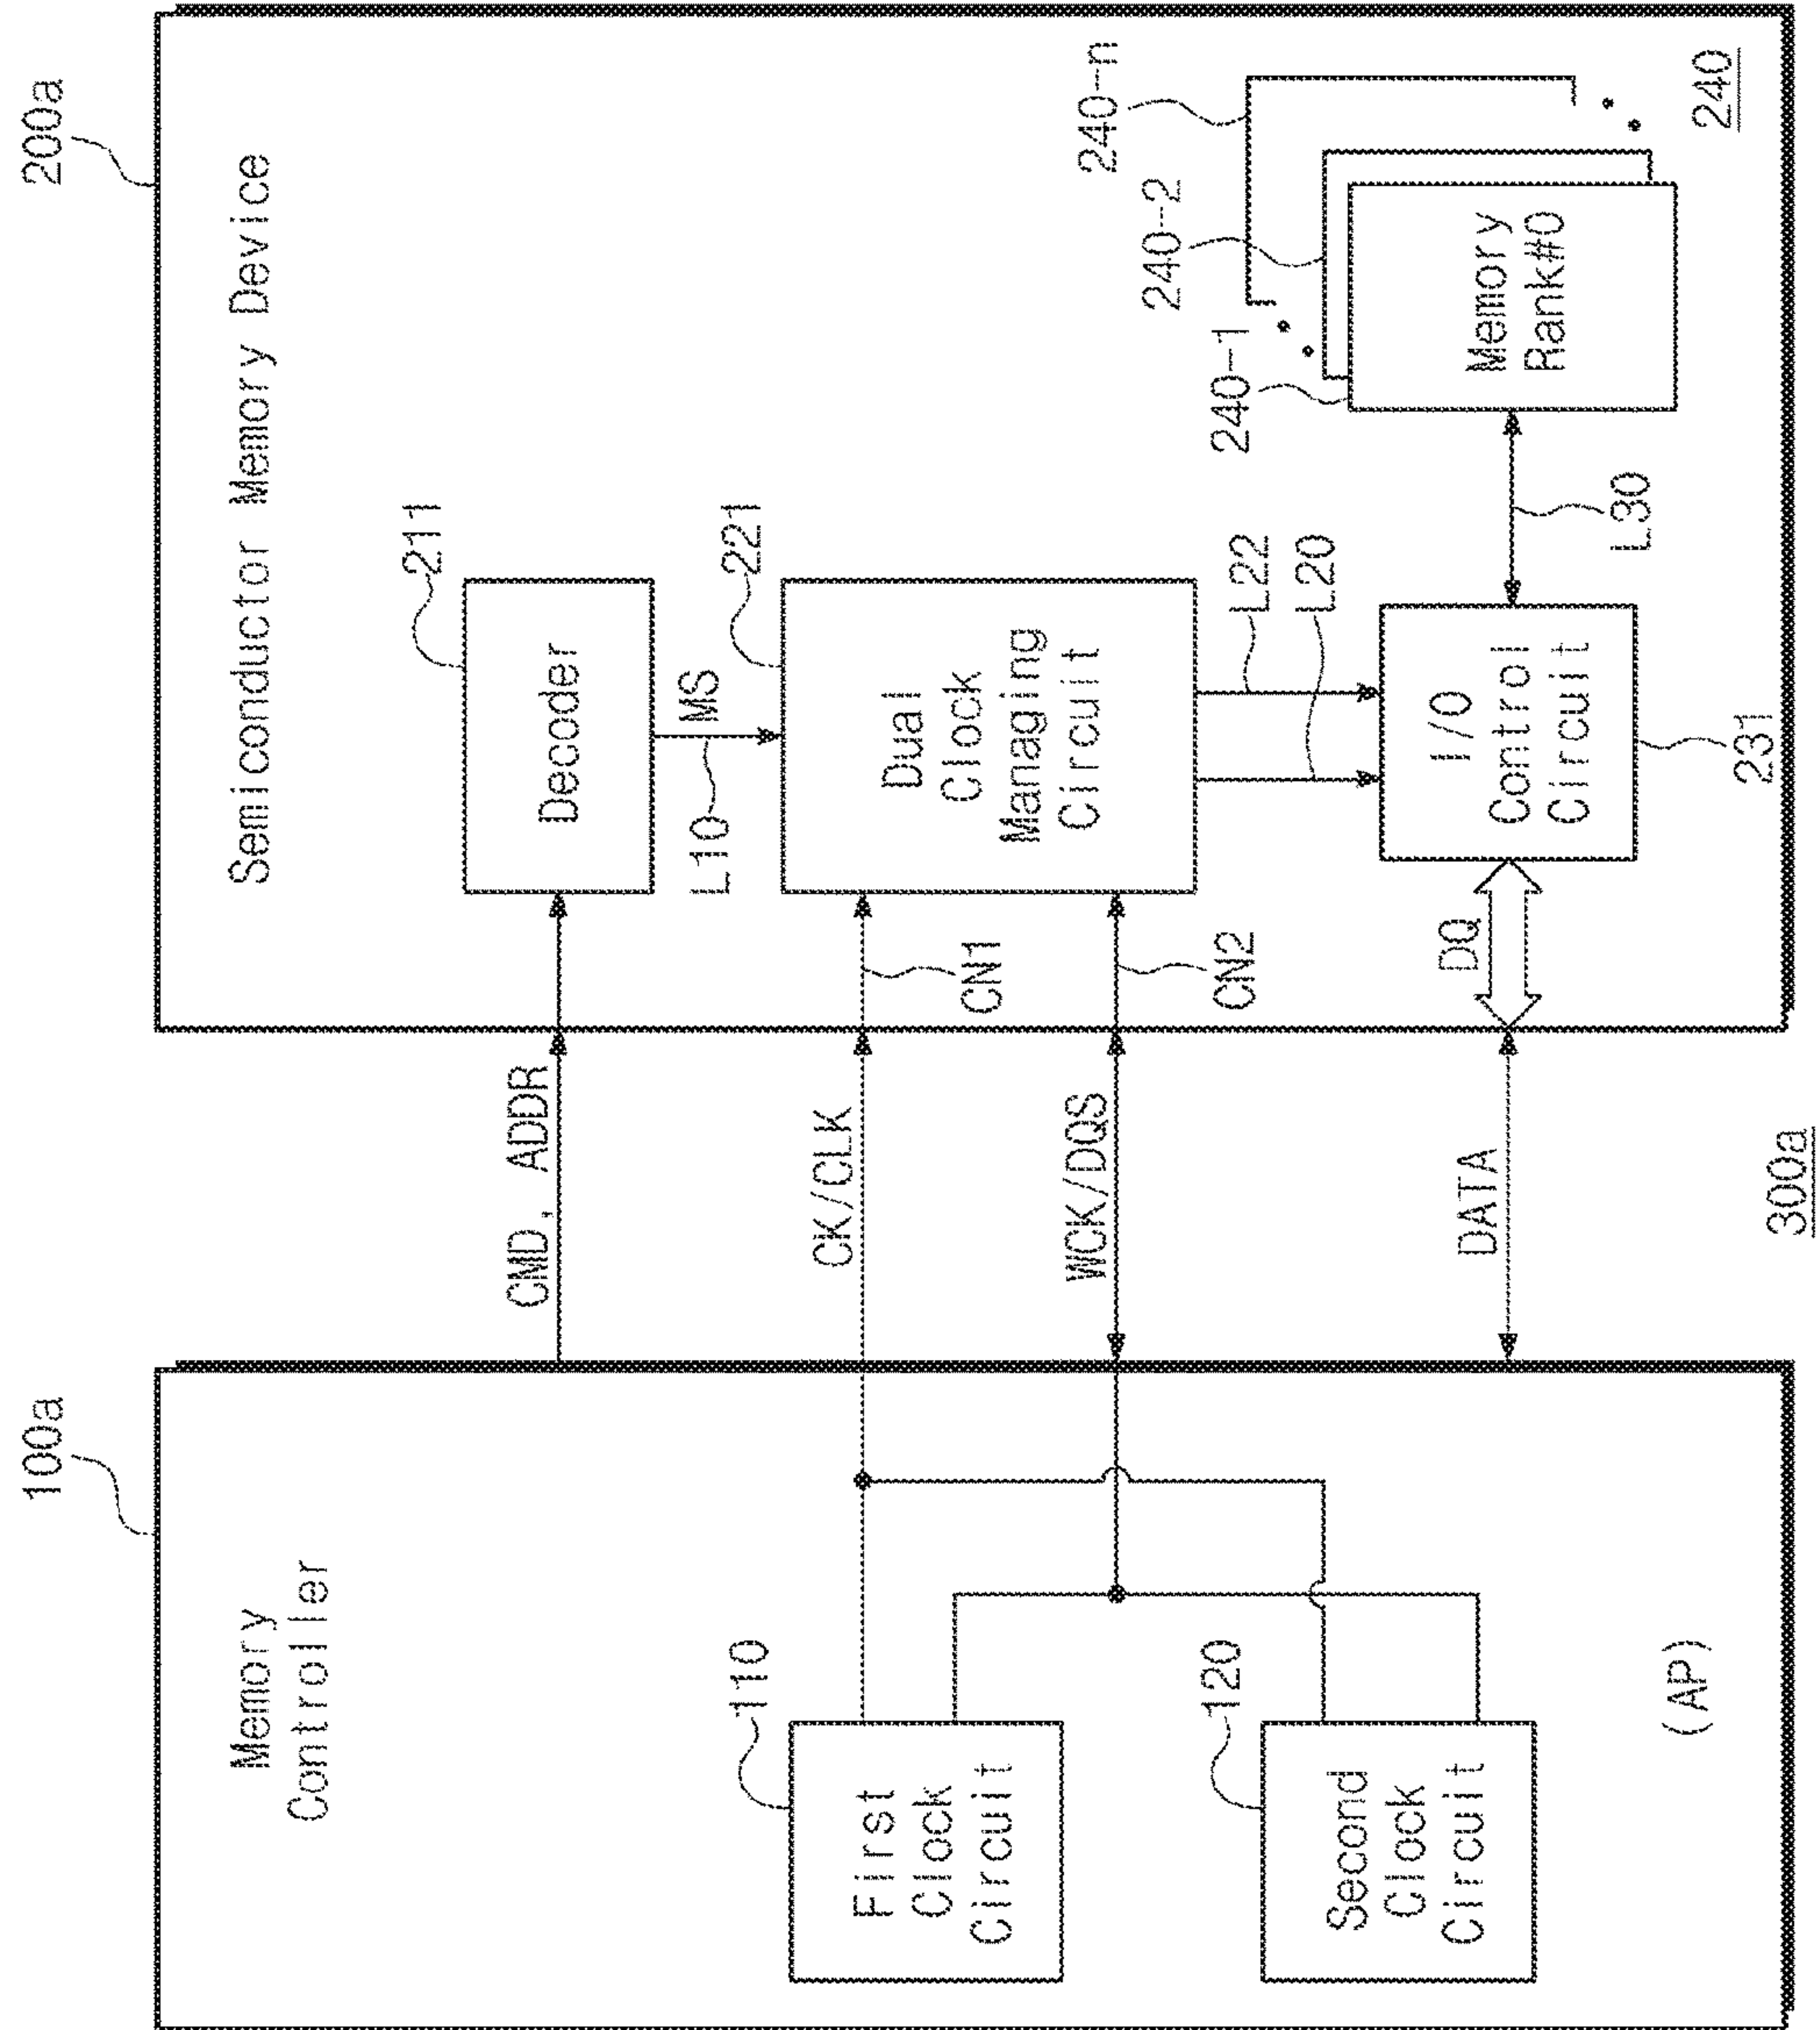 100a
200a
Memory
Controller
Semiconductor Memory Device
CMD, ADDR
Decoder
211
L10
MS
110
First
Clock
Circuit
CK/CLK
CN1
Dual
Clock
Managing
Circuit
221
WCK/DQS
CN2
L22
L20
120
Second
Clock
Circuit
DATA
DQ
I/O
Control
Circuit
231
L30
240-1
240-2
240-n
Memory
Rank#0
240
(AP)
300a